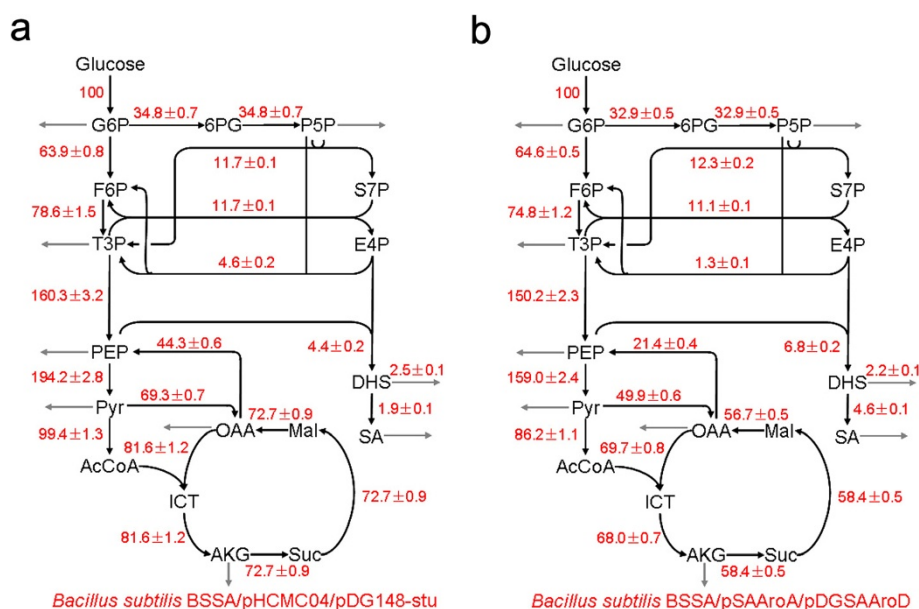 a
Glucose
100
34.8±0.7 34.8±0.7
G6P 6PG P5P
63.9±0.8
11.7±0.1
F6P S7P
78.6±1.5
11.7±0.1
T3P E4P
4.6±0.2
160.3±3.2
44.3±0.6
4.4±0.2
PEP
2.5±0.1
194.2±2.8
DHS
69.3±0.7
Pyr
72.7±0.9
1.9±0.1
99.4±1.3
OAA Mal SA
81.6±1.2
AcCoA
ICT
72.7±0.9
81.6±1.2
AKG Suc
72.7±0.9
Bacillus subtilis BSSA/pHCMC04/pDG148-stu
b
Glucose
100
32.9±0.5 32.9±0.5
G6P 6PG P5P
64.6±0.5
12.3±0.2
F6P S7P
74.8±1.2
11.1±0.1
T3P E4P
1.3±0.1
150.2±2.3
21.4±0.4
6.8±0.2
PEP
2.2±0.1
159.0±2.4
DHS
49.9±0.6
Pyr
56.7±0.5
4.6±0.1
86.2±1.1
OAA Mal SA
69.7±0.8
AcCoA
ICT
58.4±0.5
68.0±0.7
AKG Suc
58.4±0.5
Bacillus subtilis BSSA/pSAAroA/pDGSAAroD